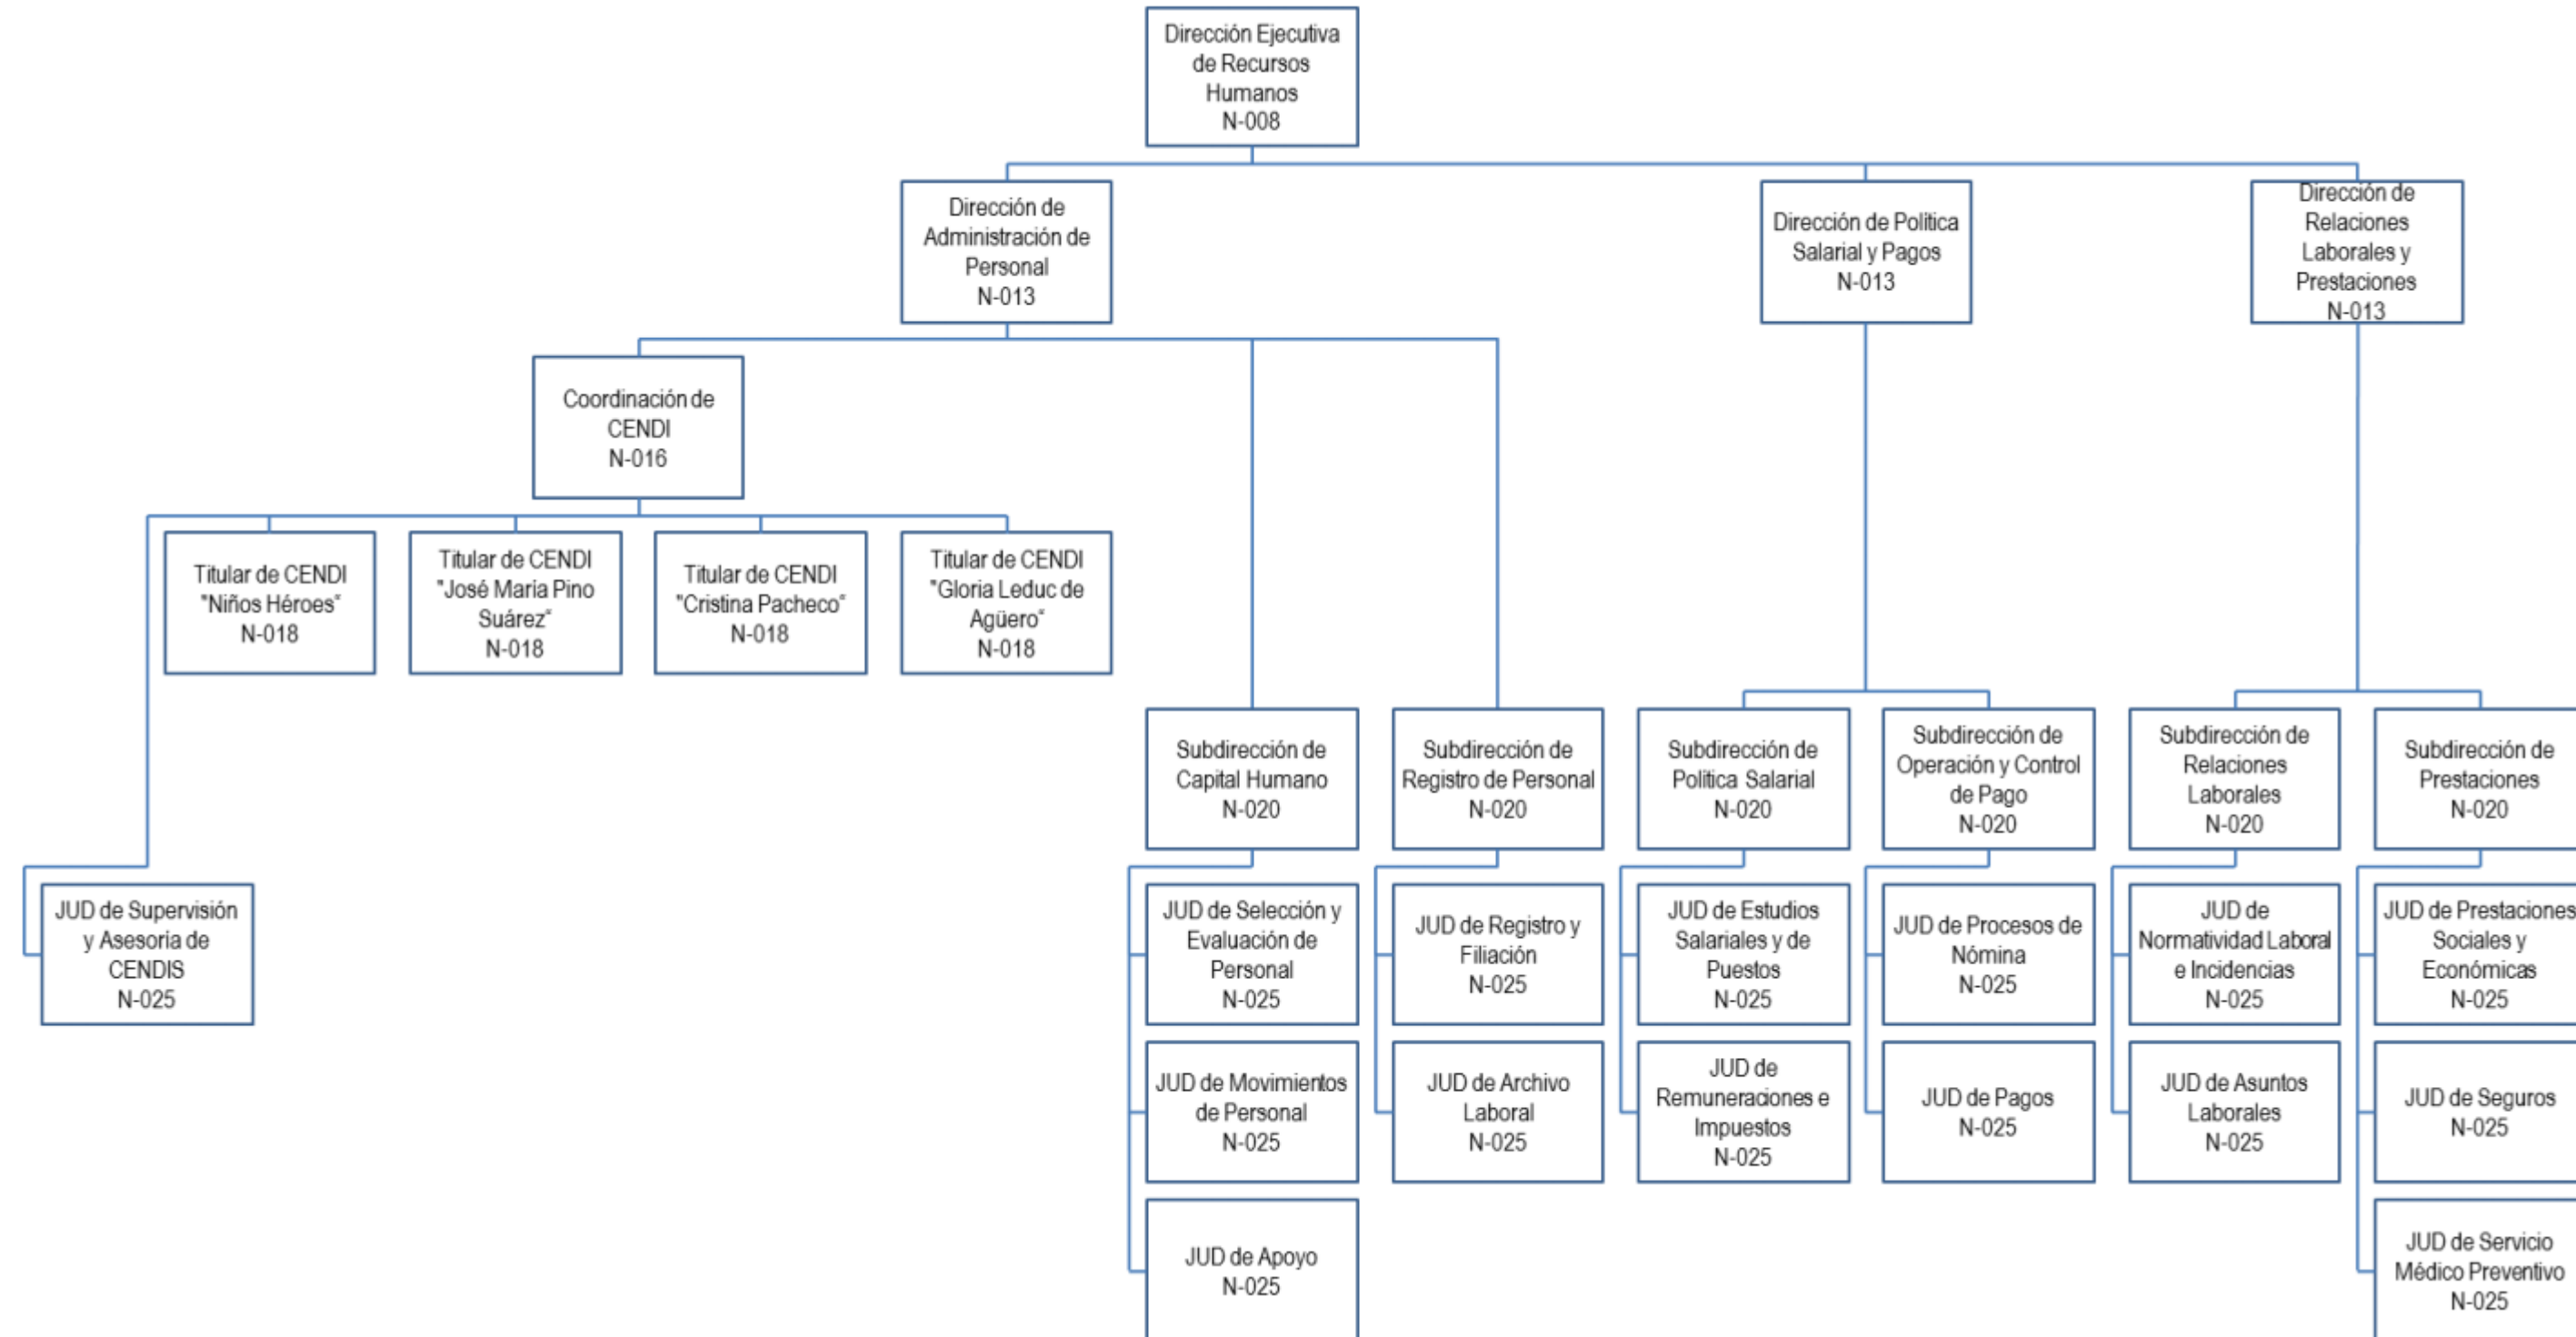 Dirección Ejecutiva
de Recursos
Humanos
N-008
Dirección de
Administración de
Personal
N-013
Dirección de Política
Salarial y Pagos
N-013
Dirección de
Relaciones
Laborales y
Prestaciones
N-013
Coordinación de
CENDI
N-016
Titular de CENDI
"Niños Héroes“
N-018
Titular de CENDI
"José María Pino
Suárez“
N-018
Titular de CENDI
"Cristina Pacheco“
N-018
Titular de CENDI
"Gloria Leduc de
Agüero“
N-018
Subdirección de
Capital Humano
N-020
Subdirección de
Registro de Personal
N-020
Subdirección de
Política Salarial
N-020
Subdirección de
Operación y Control
de Pago
N-020
Subdirección de
Relaciones
Laborales
N-020
Subdirección de
Prestaciones
N-020
JUD de Supervisión
y Asesoría de
CENDIS
N-025
JUD de Selección y
Evaluación de
Personal
N-025
JUD de Registro y
Filiación
N-025
JUD de Estudios
Salariales y de
Puestos
N-025
JUD de Procesos de
Nómina
N-025
JUD de
Normatividad Laboral
e Incidencias
N-025
JUD de Prestaciones
Sociales y
Económicas
N-025
JUD de Movimientos
de Personal
N-025
JUD de Archivo
Laboral
N-025
JUD de
Remuneraciones e
Impuestos
N-025
JUD de Pagos
N-025
JUD de Asuntos
Laborales
N-025
JUD de Seguros
N-025
JUD de Apoyo
N-025
JUD de Servicio
Médico Preventivo
N-025